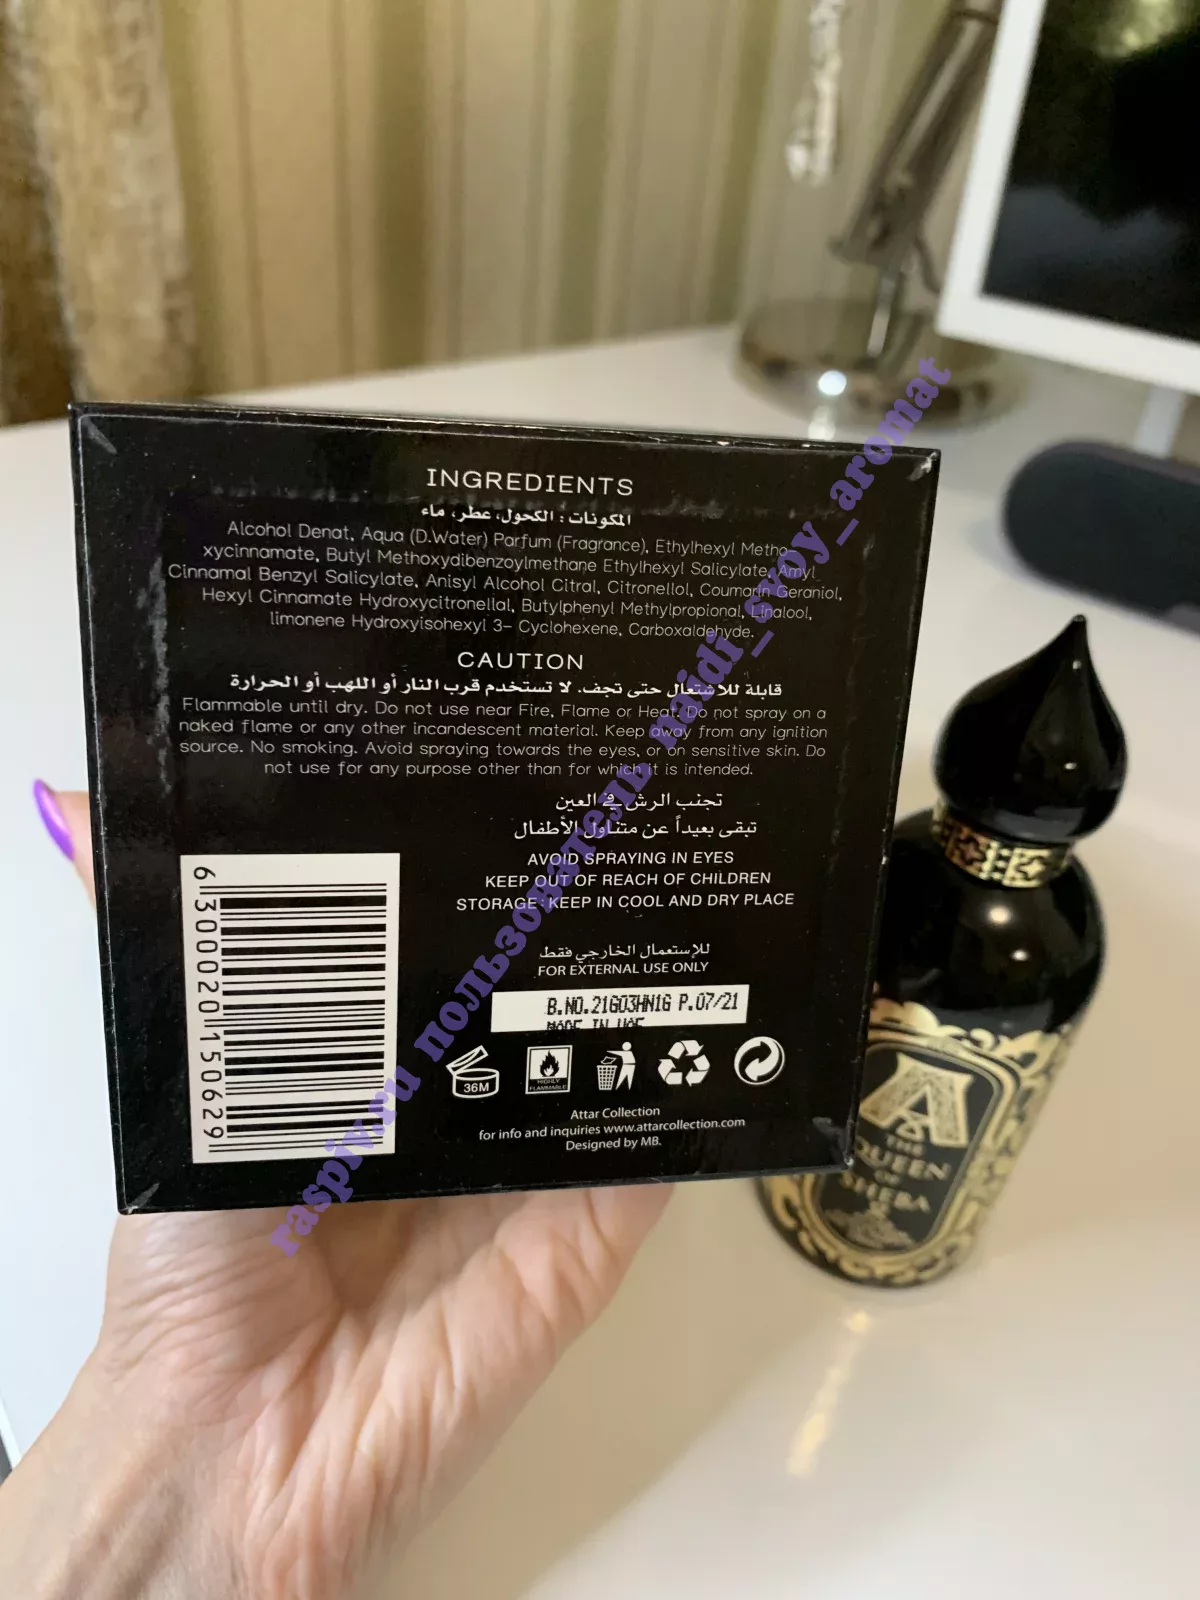 INGREDIENTS
المكونات : الكحول، عطر، ماء
Alcohol Denat, Aqua (D.Water) Parfum (Fragrance), Ethylhexyl Metho-
xycinnamate, Butyl Methoxydibenzoylmethane Ethylhexyl Salicylate, Amyl
Cinnamal Benzyl Salicylate, Anisyl Alcohol Citral, Citronellol, Coumarin Geraniol,
Hexyl Cinnamate Hydroxycitronellal, Butylphenyl Methylpropional, Linalool,
limonene Hydroxyisohexyl 3- Cyclohexene, Carboxaldehyde.
CAUTION
قابلة للاشتعال حتى تجف. لا تستخدم قرب النار أو اللهب أو الحرارة
Flammable until dry. Do not use near Fire, Flame or Heat. Do not spray on a
naked flame or any other incandescent material. Keep away from any ignition
source. No smoking. Avoid spraying towards the eyes, or on sensitive skin. Do
not use for any purpose other than for which it is intended.
تجنب الرش في العين
تبقى بعيداً عن متناول الأطفال
AVOID SPRAYING IN EYES
KEEP OUT OF REACH OF CHILDREN
STORAGE : KEEP IN COOL AND DRY PLACE
للإستعمال الخارجي فقط
FOR EXTERNAL USE ONLY
B.NO.21G03HN1G P.07/21
MADE IN UAE
36M
HIGHLY
FLAMMABLE
Attar Collection
for info and inquiries www.attarcollection.com
Designed by MB.
6300020150629
A
THE
QUEEN
OF
SHEBA
raspiv.ru пользователь naidi_svoy_aromat